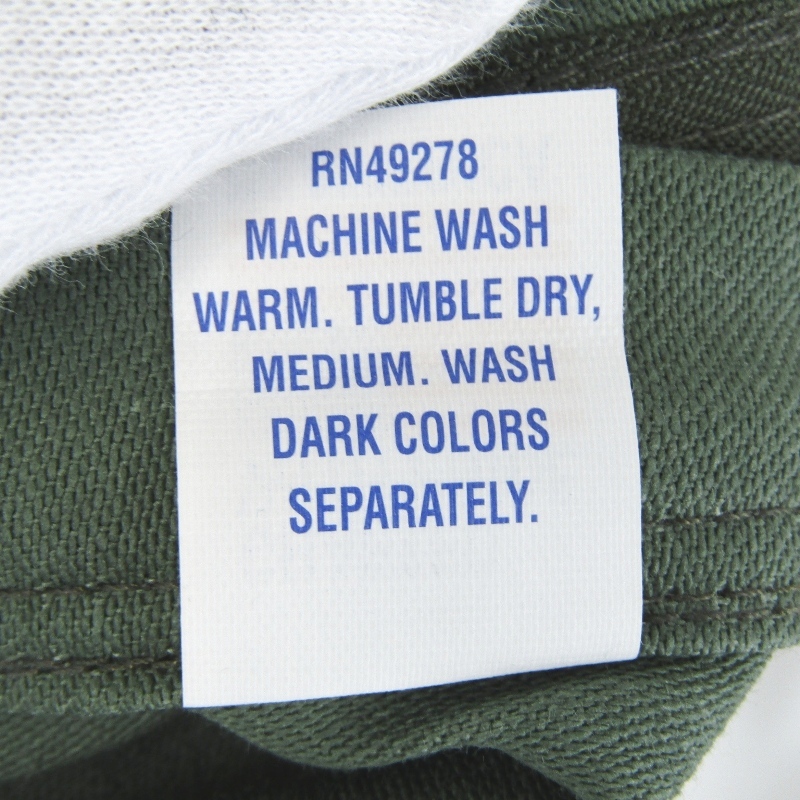 RN49278
MACHINE WASH
WARM. TUMBLE DRY,
MEDIUM. WASH
DARK COLORS
SEPARATELY.